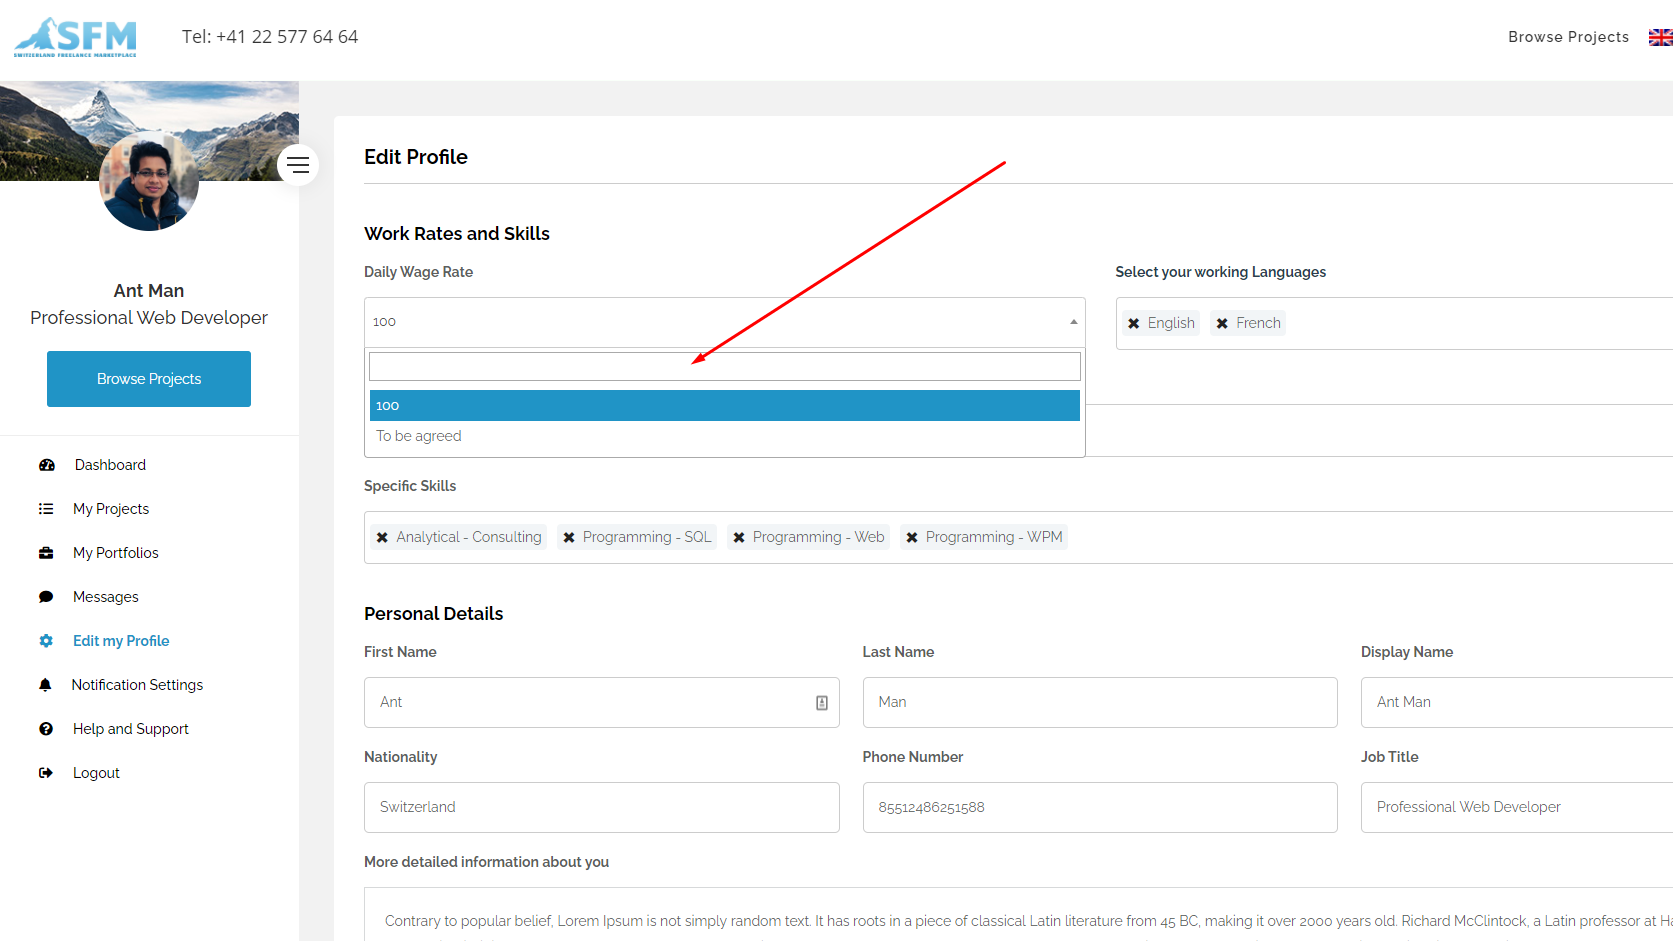 SFM
SWITZERLAND FREELANCE MARKETPLACE
Tel: +41 22 577 64 64
Browse Projects
Ant Man
Professional Web Developer
Browse Projects
Dashboard
My Projects
My Portfolios
Messages
Edit my Profile
Notification Settings
Help and Support
Logout
Edit Profile
Work Rates and Skills
Daily Wage Rate
Select your working Languages
100
✖ English ✖ French
100
To be agreed
Specific Skills
✖ Analytical - Consulting ✖ Programming - SQL ✖ Programming - Web ✖ Programming - WPM
Personal Details
First Name Last Name Display Name
Ant Man Ant Man
Nationality Phone Number Job Title
Switzerland 85512486251588 Professional Web Developer
More detailed information about you
Contrary to popular belief, Lorem Ipsum is not simply random text. It has roots in a piece of classical Latin literature from 45 BC, making it over 2000 years old. Richard McClintock, a Latin professor at Ha